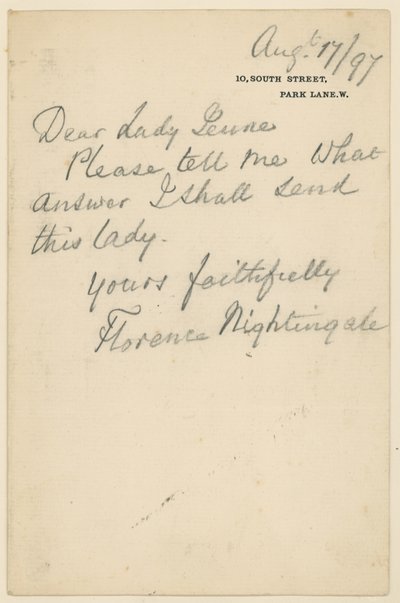 Augt. 17/97
10, SOUTH STREET,
PARK LANE. W.
Dear Lady Jeune
Please tell me What
answer I shall send
this lady.
Yours faithfully
Florence Nightingale